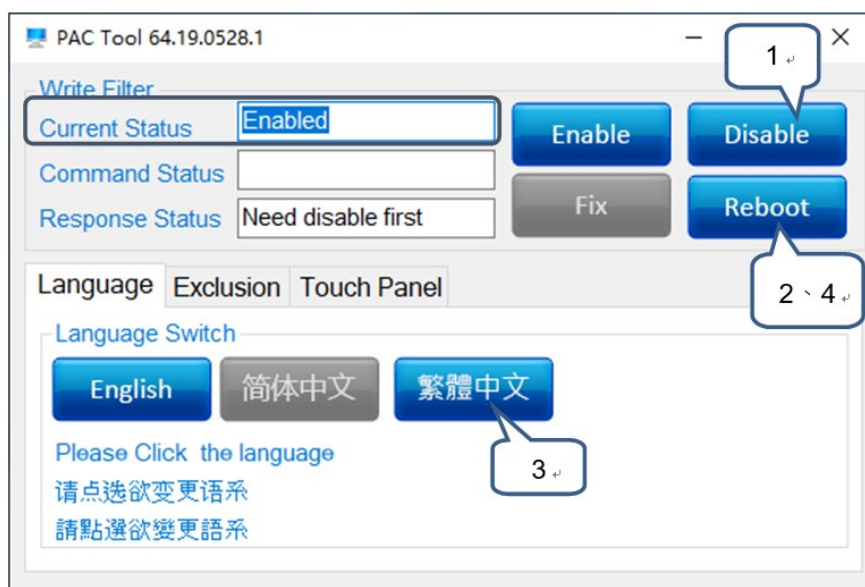 PAC Tool 64.19.0528.1
1
Write Filter
Current Status Enabled Enable Disable
Command Status
Response Status Need disable first Fix Reboot
2、4
Language Exclusion Touch Panel
Language Switch
English 简体中文 繁體中文
3
Please Click the language
请点选欲变更语系
請點選欲變更語系